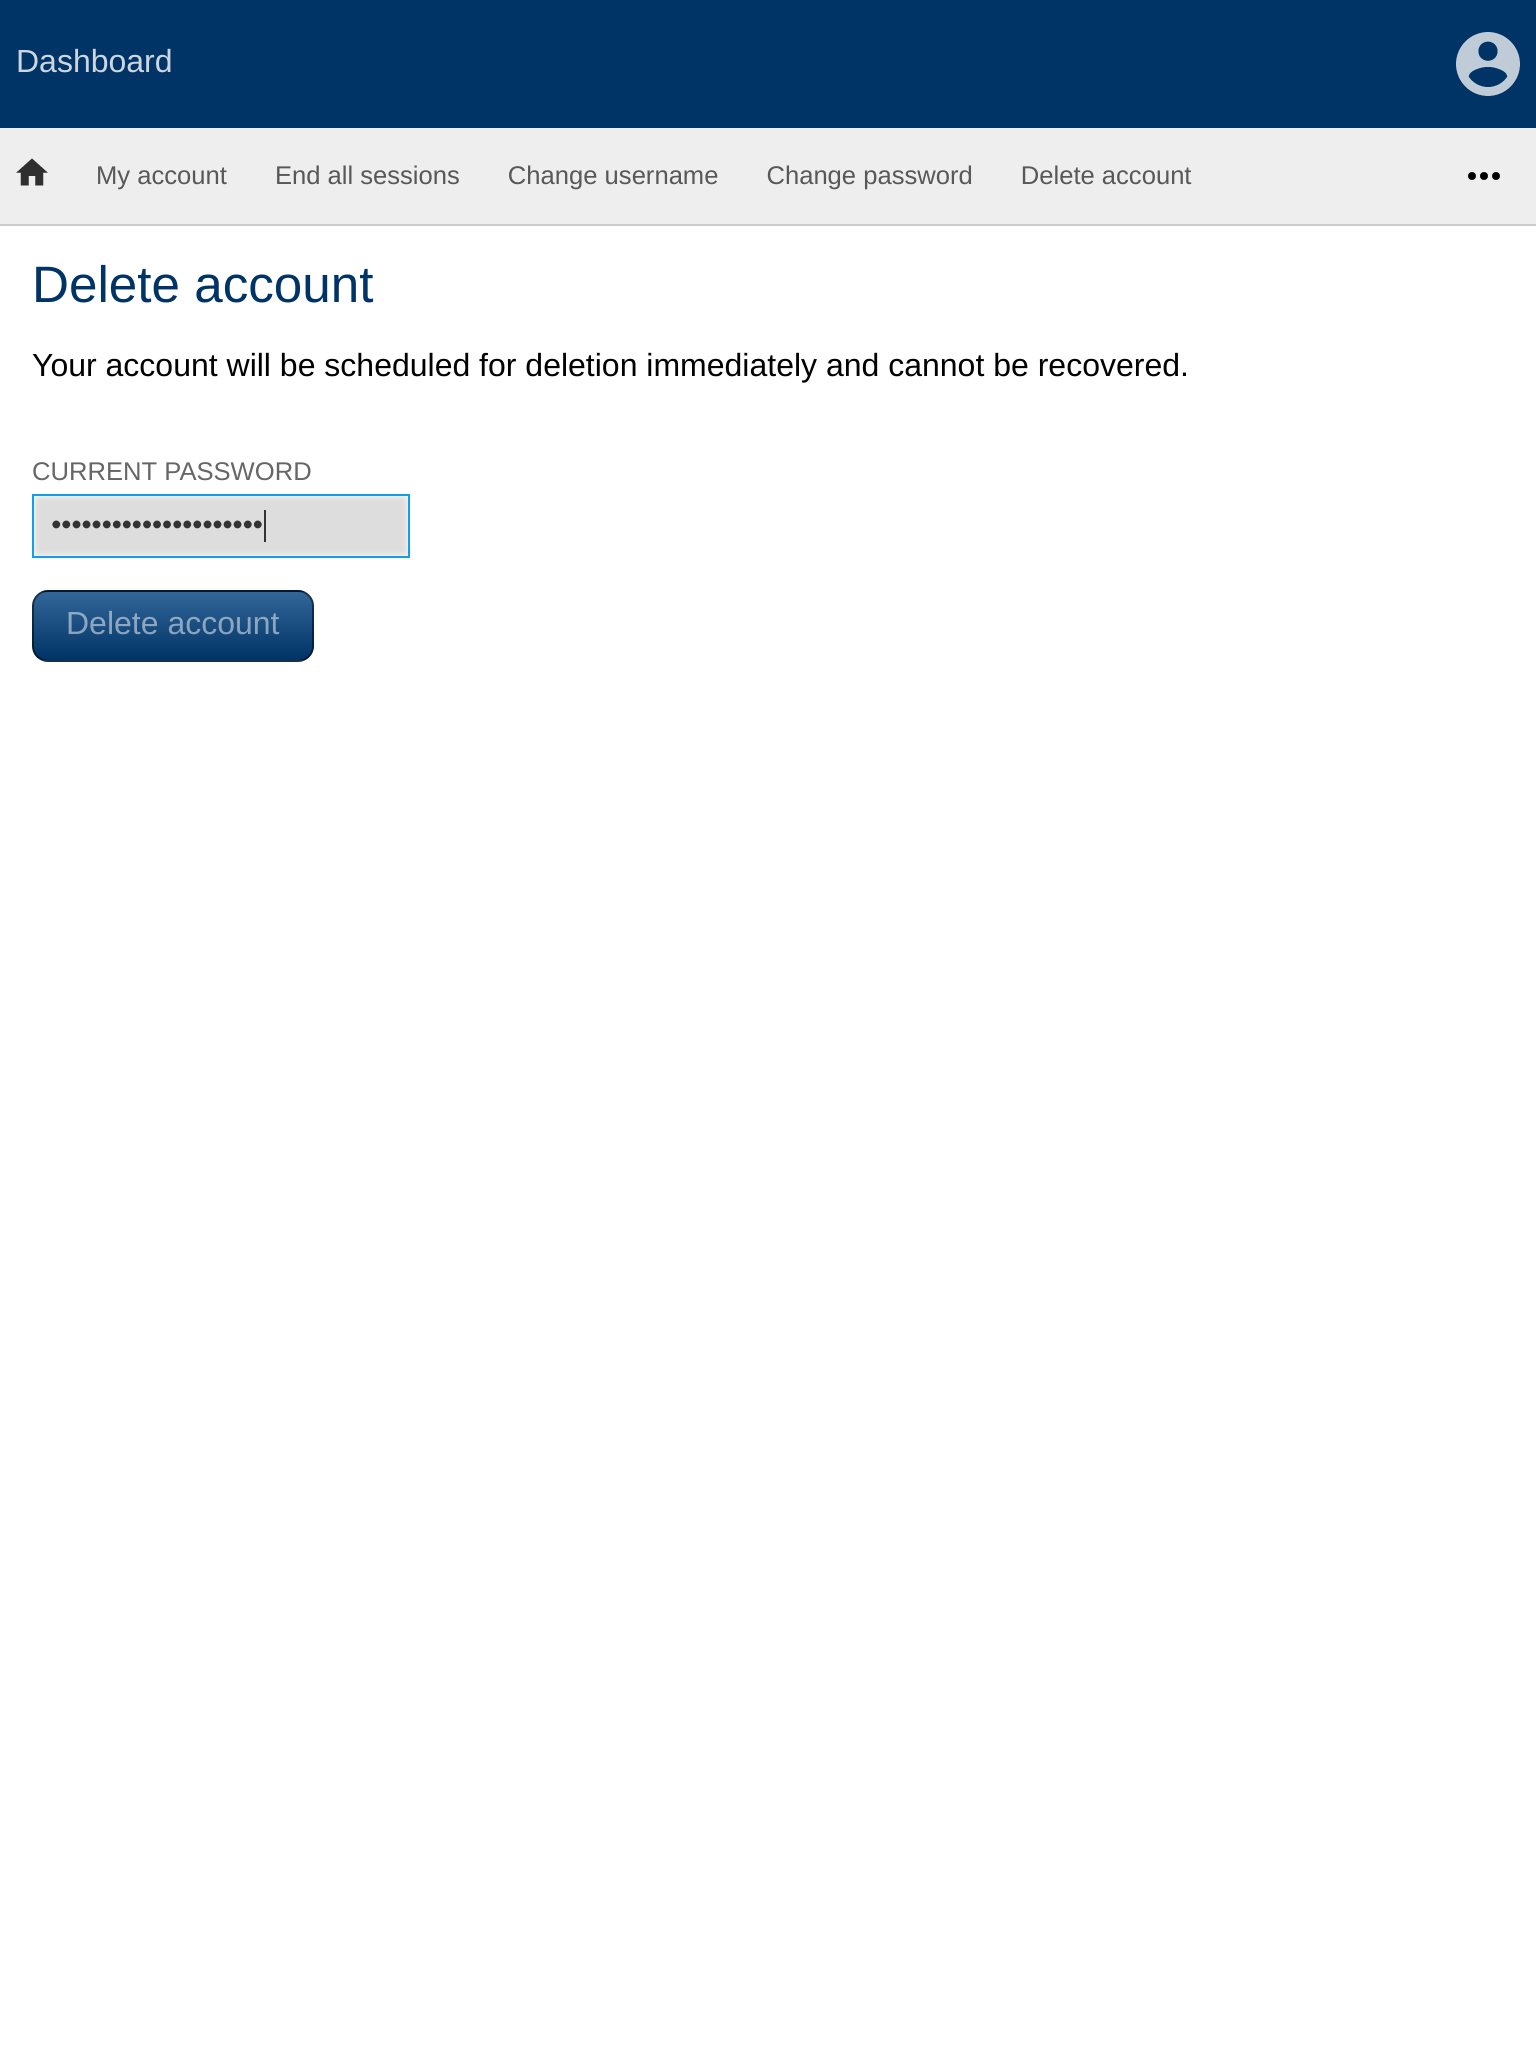 Dashboard
My account End all sessions Change username Change password Delete account
Delete account
Your account will be scheduled for deletion immediately and cannot be recovered.
CURRENT PASSWORD
•••••••••••••••••••••
Delete account